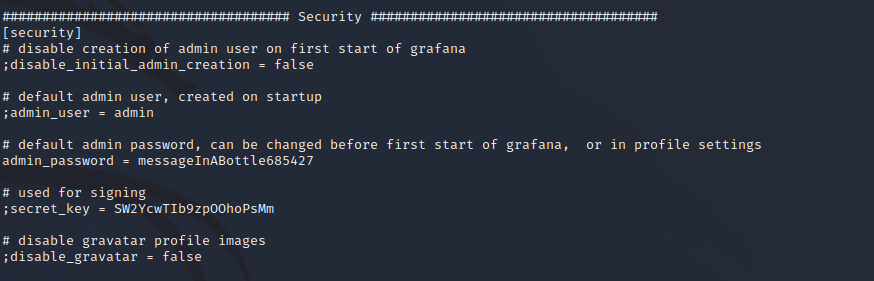 #################################### Security ####################################
[security]
# disable creation of admin user on first start of grafana
;disable_initial_admin_creation = false
# default admin user, created on startup
;admin_user = admin
# default admin password, can be changed before first start of grafana,  or in profile settings
admin_password = messageInABottle685427
# used for signing
;secret_key = SW2YcwTIb9zpOOhoPsMm
# disable gravatar profile images
;disable_gravatar = false